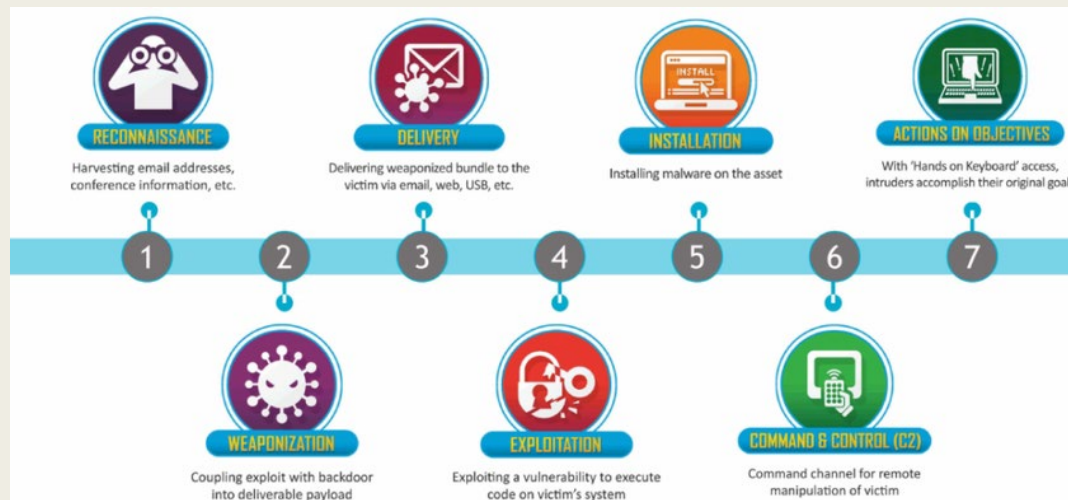 RECONNAISSANCE
Harvesting email addresses,
conference information, etc.
1
WEAPONIZATION
Coupling exploit with backdoor
into deliverable payload
2
DELIVERY
Delivering weaponized bundle to the
victim via email, web, USB, etc.
3
EXPLOITATION
Exploiting a vulnerability to execute
code on victim's system
4
INSTALL
INSTALLATION
Installing malware on the asset
5
COMMAND & CONTROL (C2)
Command channel for remote
manipulation of victim
6
ACTIONS ON OBJECTIVES
With 'Hands on Keyboard' access,
intruders accomplish their original goal
7